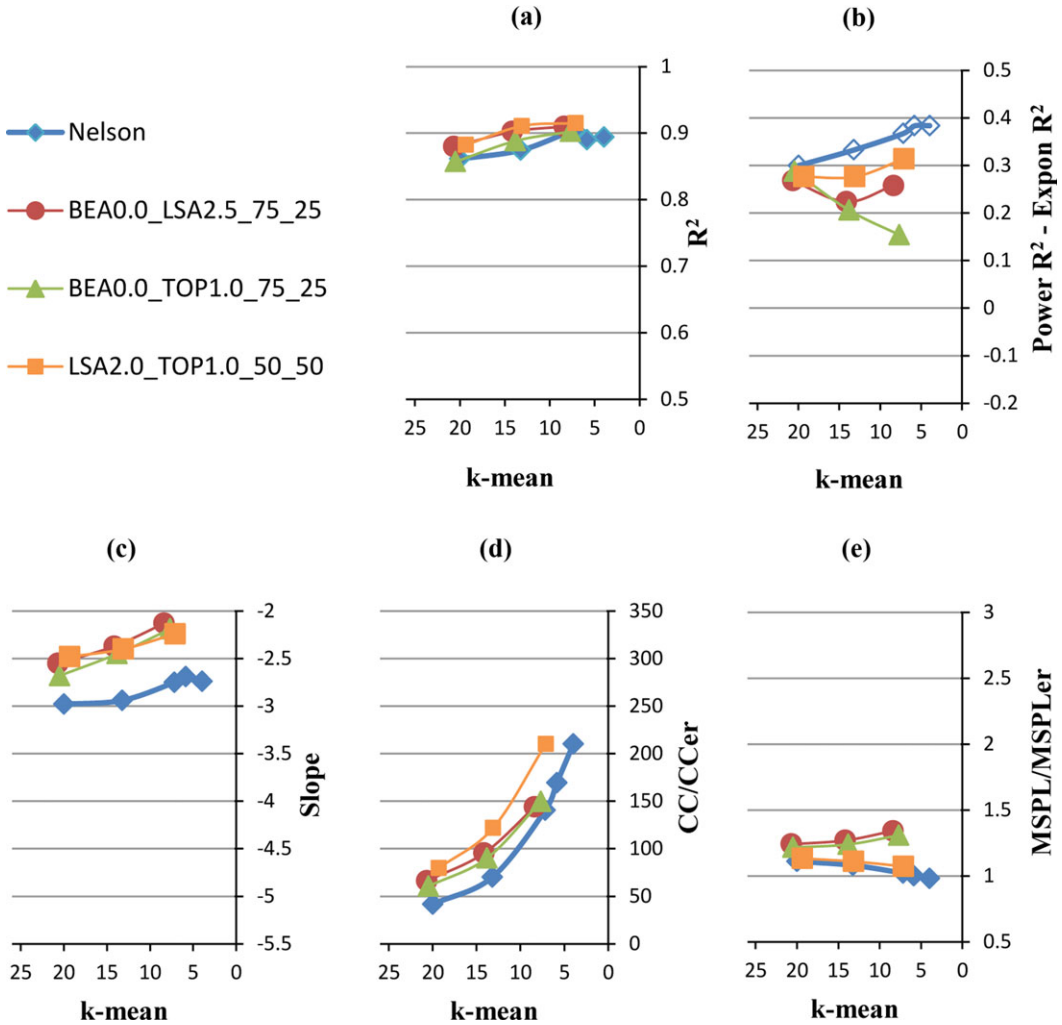 (a)
(b)
Nelson
BEA0.0_LSA2.5_75_25
BEA0.0_TOP1.0_75_25
LSA2.0_TOP1.0_50_50
1
0.9
0.8
0.7
0.6
0.5
R²
25 20 15 10 5 0
k-mean
0.5
0.4
0.3
0.2
0.1
0
-0.1
-0.2
Power R² - Expon R²
25 20 15 10 5 0
k-mean
(c)
(d)
(e)
-2
-2.5
-3
-3.5
-4
-4.5
-5
-5.5
Slope
25 20 15 10 5 0
k-mean
350
300
250
200
150
100
50
0
CC/CCer
25 20 15 10 5 0
k-mean
3
2.5
2
1.5
1
0.5
MSPL/MSPLer
25 20 15 10 5 0
k-mean